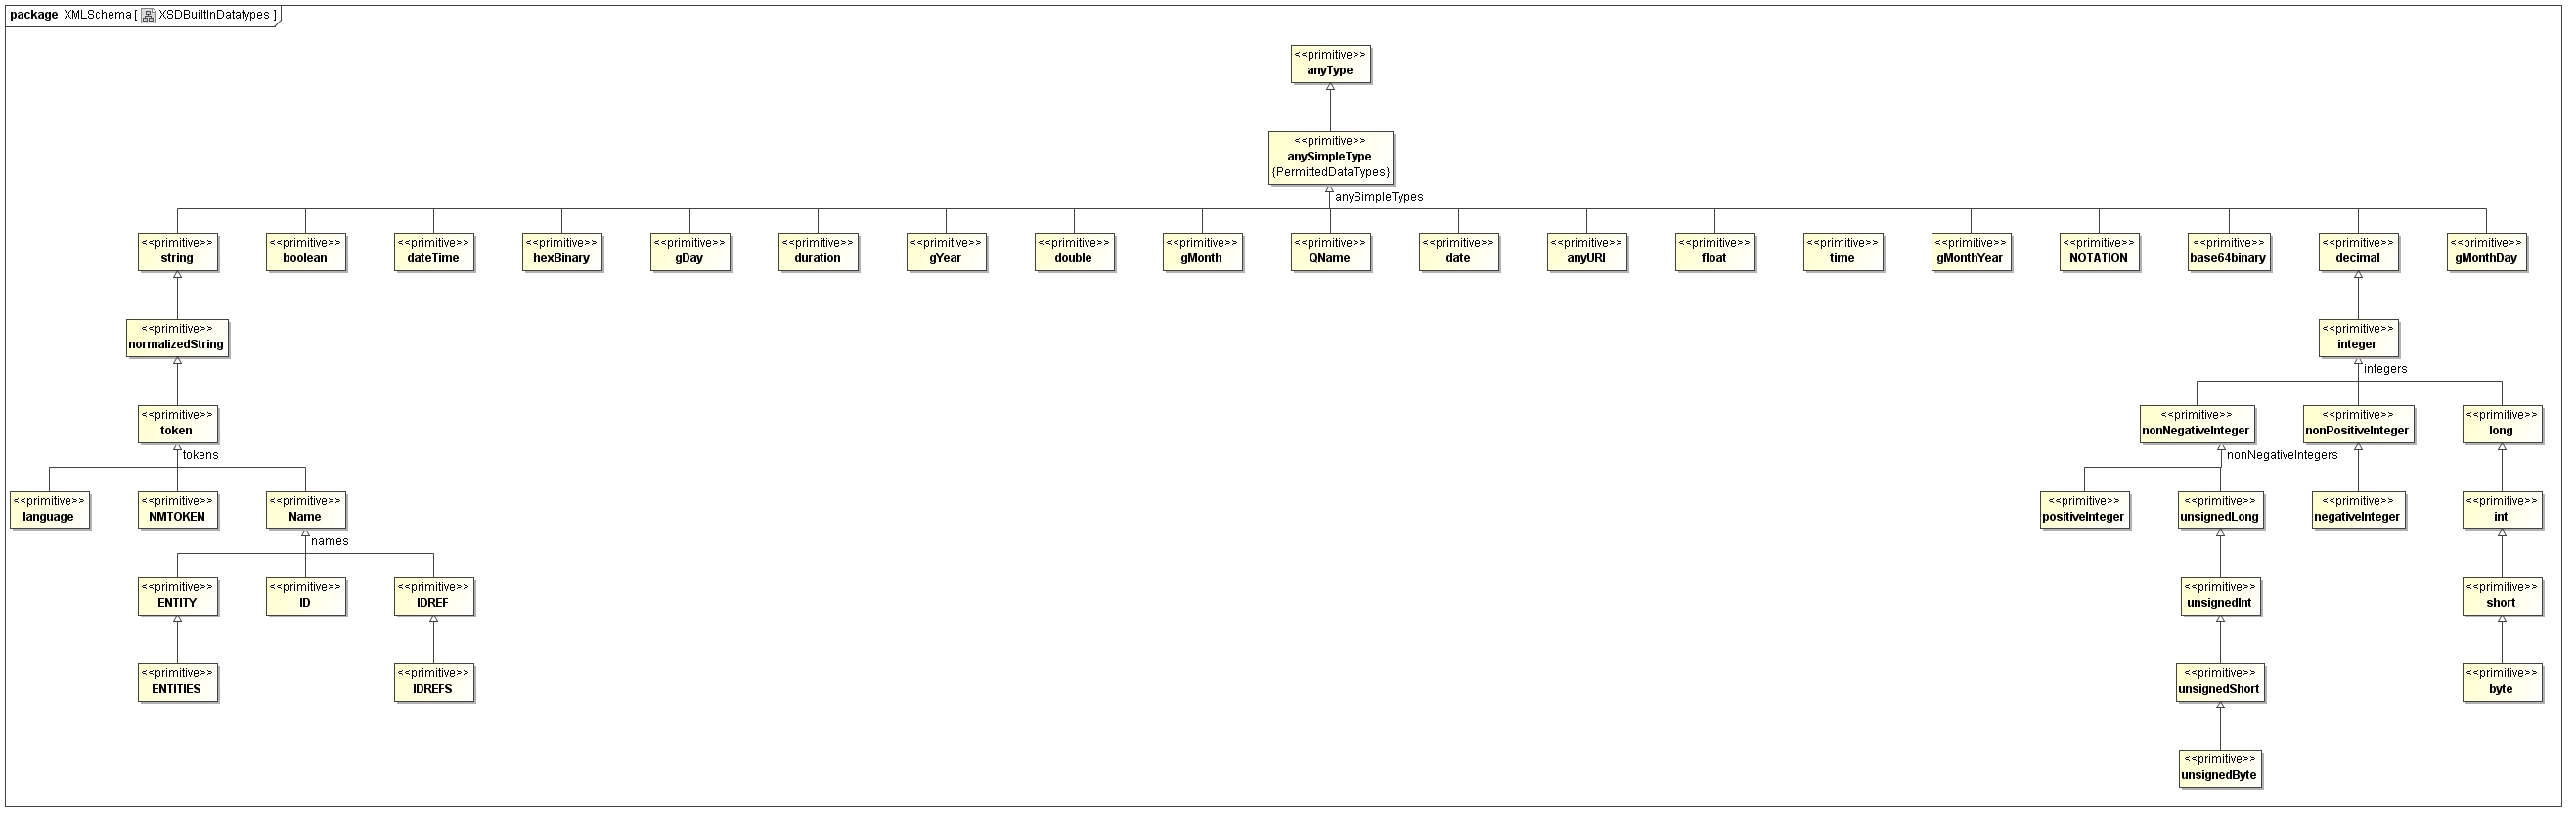 package XMLSchema [ XSDBuiltInDatatypes ]
<<primitive>>
anyType
<<primitive>>
anySimpleType
{PermittedDataTypes}
anySimpleTypes
<<primitive>> <<primitive>> <<primitive>> <<primitive>> <<primitive>> <<primitive>> <<primitive>> <<primitive>> <<primitive>> <<primitive>> <<primitive>> <<primitive>> <<primitive>> <<primitive>> <<primitive>> <<primitive>> <<primitive>> <<primitive>> <<primitive>>
string boolean dateTime hexBinary gDay duration gYear double gMonth QName date anyURI float time gMonthYear NOTATION base64binary decimal gMonthDay
<<primitive>> <<primitive>>
normalizedString integer
integers
<<primitive>> <<primitive>> <<primitive>> <<primitive>>
token nonNegativeInteger nonPositiveInteger long
tokens nonNegativeIntegers
<<primitive>> <<primitive>> <<primitive>> <<primitive>> <<primitive>> <<primitive>> <<primitive>>
language NMTOKEN Name positiveInteger unsignedLong negativeInteger int
names
<<primitive>> <<primitive>> <<primitive>> <<primitive>> <<primitive>>
ENTITY ID IDREF unsignedInt short
<<primitive>> <<primitive>> <<primitive>> <<primitive>>
ENTITIES IDREFS unsignedShort byte
<<primitive>>
unsignedByte